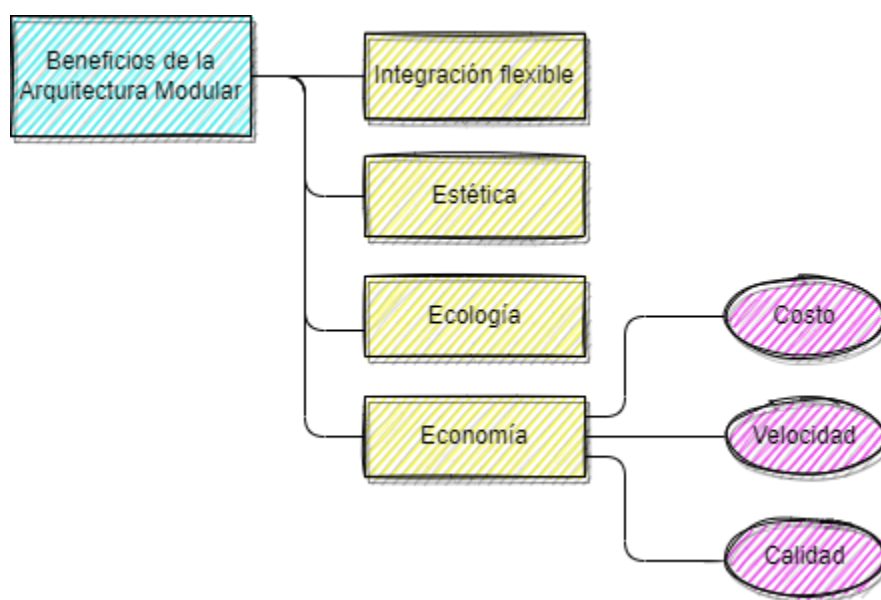 Beneficios de la
Arquitectura Modular
Integración flexible
Estética
Ecología
Economía
Costo
Velocidad
Calidad